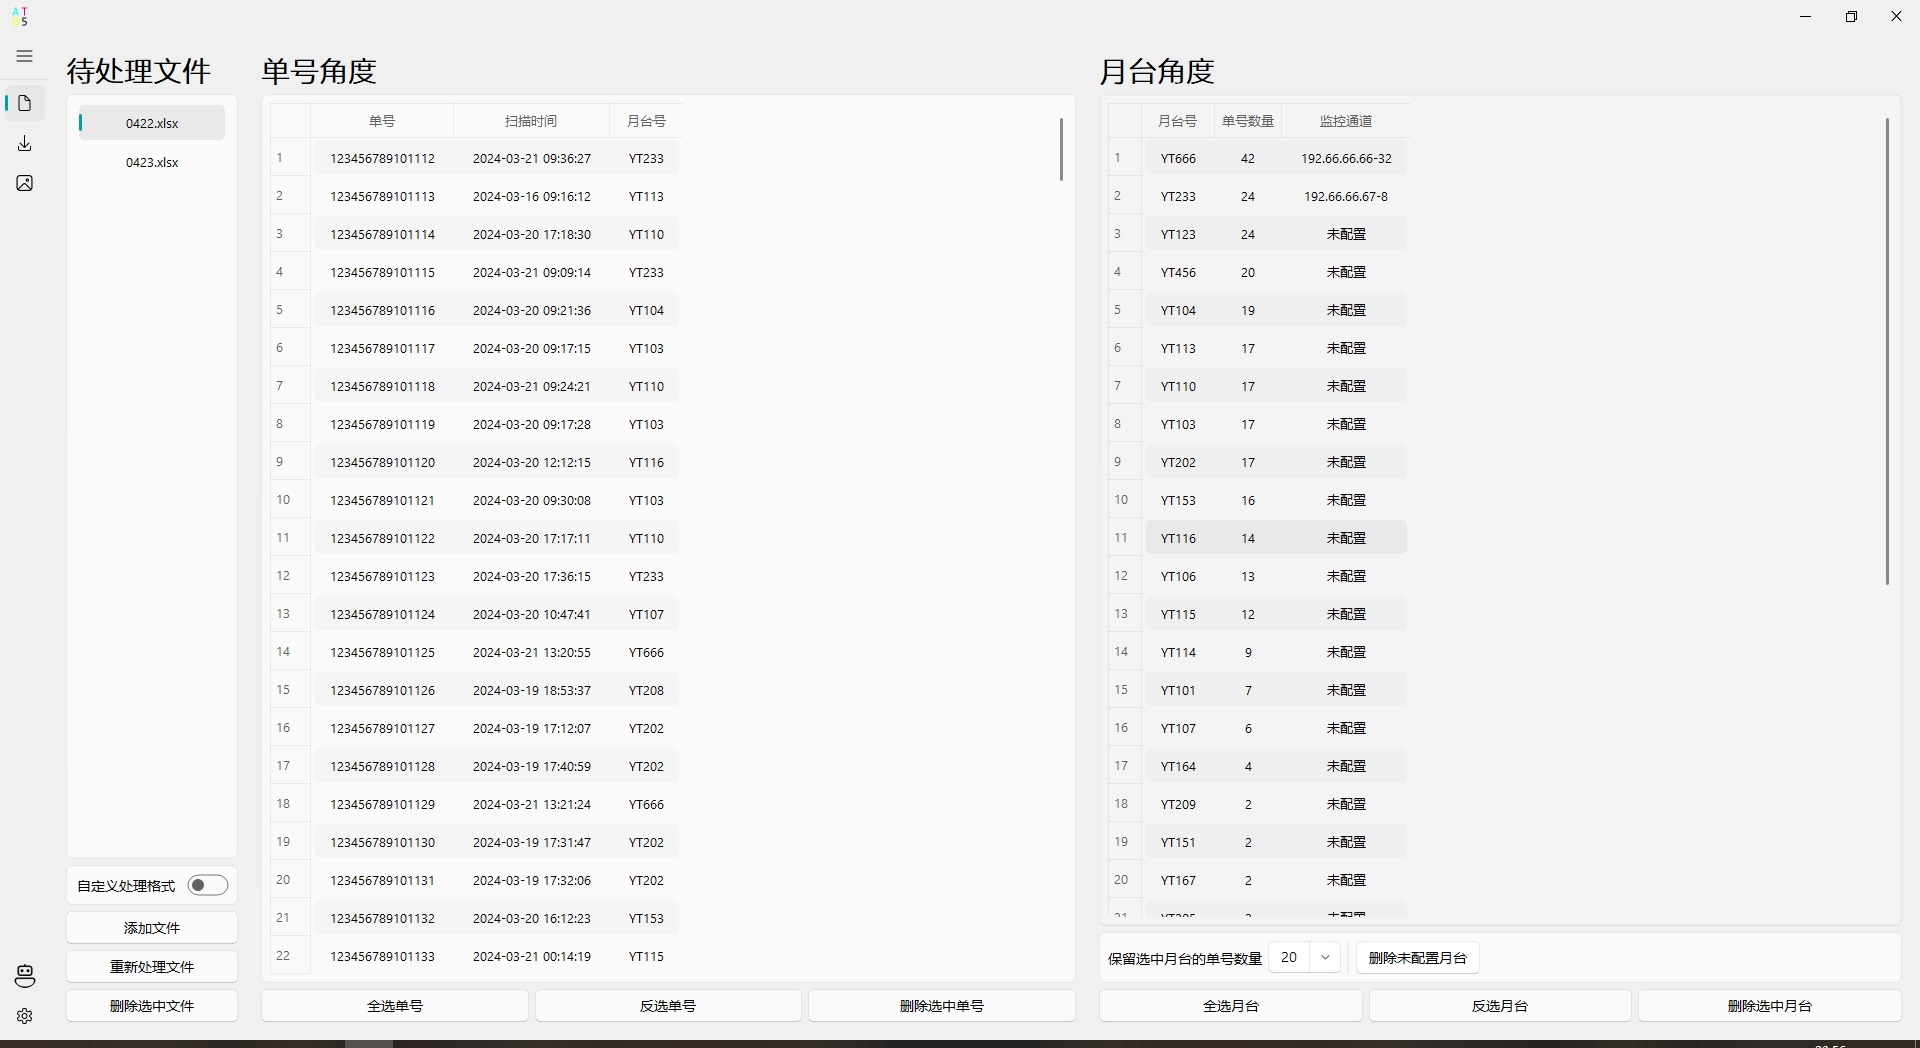 AT
05
待处理文件
0422.xlsx
0423.xlsx
自定义处理格式
添加文件
重新处理文件
删除选中文件
单号角度
单号 扫描时间 月台号
1 123456789101112 2024-03-21 09:36:27 YT233
2 123456789101113 2024-03-16 09:16:12 YT113
3 123456789101114 2024-03-20 17:18:30 YT110
4 123456789101115 2024-03-21 09:09:14 YT233
5 123456789101116 2024-03-20 09:21:36 YT104
6 123456789101117 2024-03-20 09:17:15 YT103
7 123456789101118 2024-03-21 09:24:21 YT110
8 123456789101119 2024-03-20 09:17:28 YT103
9 123456789101120 2024-03-20 12:12:15 YT116
10 123456789101121 2024-03-20 09:30:08 YT103
11 123456789101122 2024-03-20 17:17:11 YT110
12 123456789101123 2024-03-20 17:36:15 YT233
13 123456789101124 2024-03-20 10:47:41 YT107
14 123456789101125 2024-03-21 13:20:55 YT666
15 123456789101126 2024-03-19 18:53:37 YT208
16 123456789101127 2024-03-19 17:12:07 YT202
17 123456789101128 2024-03-19 17:40:59 YT202
18 123456789101129 2024-03-21 13:21:24 YT666
19 123456789101130 2024-03-19 17:31:47 YT202
20 123456789101131 2024-03-19 17:32:06 YT202
21 123456789101132 2024-03-20 16:12:23 YT153
22 123456789101133 2024-03-21 00:14:19 YT115
全选单号 反选单号 删除选中单号
月台角度
月台号 单号数量 监控通道
1 YT666 42 192.66.66.66-32
2 YT233 24 192.66.66.67-8
3 YT123 24 未配置
4 YT456 20 未配置
5 YT104 19 未配置
6 YT113 17 未配置
7 YT110 17 未配置
8 YT103 17 未配置
9 YT202 17 未配置
10 YT153 16 未配置
11 YT116 14 未配置
12 YT106 13 未配置
13 YT115 12 未配置
14 YT114 9 未配置
15 YT101 7 未配置
16 YT107 6 未配置
17 YT164 4 未配置
18 YT209 2 未配置
19 YT151 2 未配置
20 YT167 2 未配置
保留选中月台的单号数量 20 删除未配置月台
全选月台 反选月台 删除选中月台